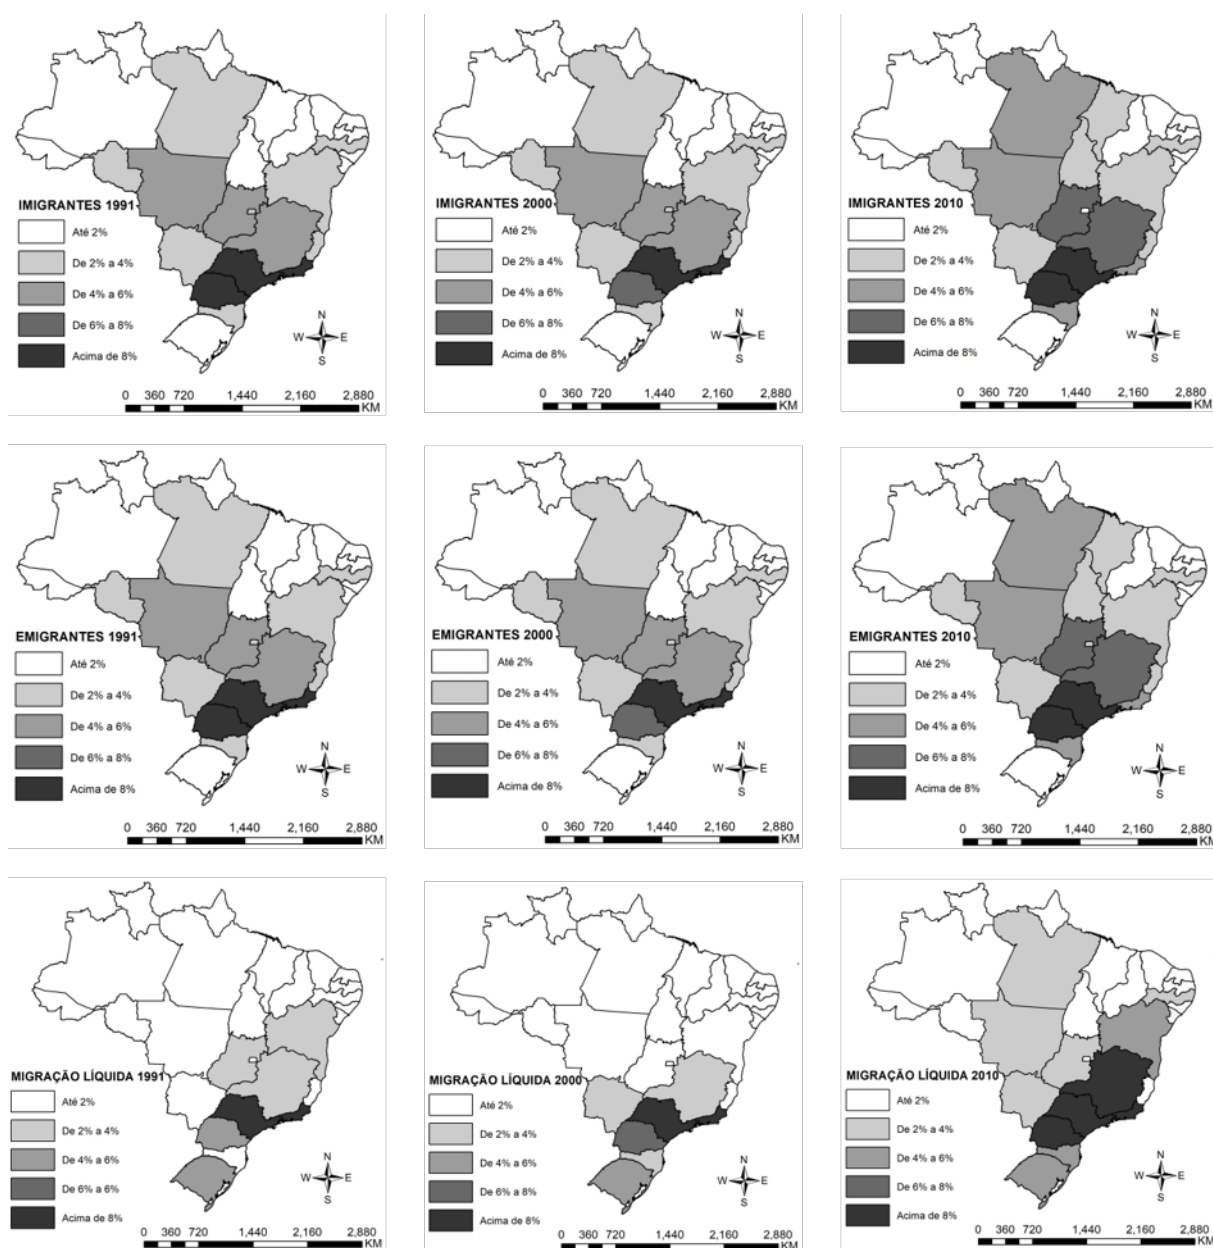 IMIGRANTES 1991
Até 2%
De 2% a 4%
De 4% a 6%
De 6% a 8%
Acima de 8%
N
W E
S
0 360 720 1,440 2,160 2,880
KM
IMIGRANTES 2000
Até 2%
De 2% a 4%
De 4% a 6%
De 6% a 8%
Acima de 8%
N
W E
S
0 360 720 1,440 2,160 2,880
KM
IMIGRANTES 2010
Até 2%
De 2% a 4%
De 4% a 6%
De 6% a 8%
Acima de 8%
N
W E
S
0 360 720 1,440 2,160 2,880
KM
EMIGRANTES 1991
Até 2%
De 2% a 4%
De 4% a 6%
De 6% a 8%
Acima de 8%
N
W E
S
0 360 720 1,440 2,160 2,880
KM
EMIGRANTES 2000
Até 2%
De 2% a 4%
De 4% a 6%
De 6% a 8%
Acima de 8%
N
W E
S
0 360 720 1,440 2,160 2,880
KM
EMIGRANTES 2010
Até 2%
De 2% a 4%
De 4% a 6%
De 6% a 8%
Acima de 8%
N
W E
S
0 360 720 1,440 2,160 2,880
KM
MIGRAÇÃO LÍQUIDA 1991
Até 2%
De 2% a 4%
De 4% a 6%
De 6% a 6%
Acima de 8%
N
W E
S
0 360 720 1,440 2,160 2,880
KM
MIGRAÇÃO LÍQUIDA 2000
Até 2%
De 2% a 4%
De 4% a 6%
De 6% a 8%
Acima de 8%
N
W E
S
0 360 720 1,440 2,160 2,880
KM
MIGRAÇÃO LÍQUIDA 2010
Até 2%
De 2% a 4%
De 4% a 6%
De 6% a 8%
Acima de 8%
N
W E
S
0 360 720 1,440 2,160 2,880
KM